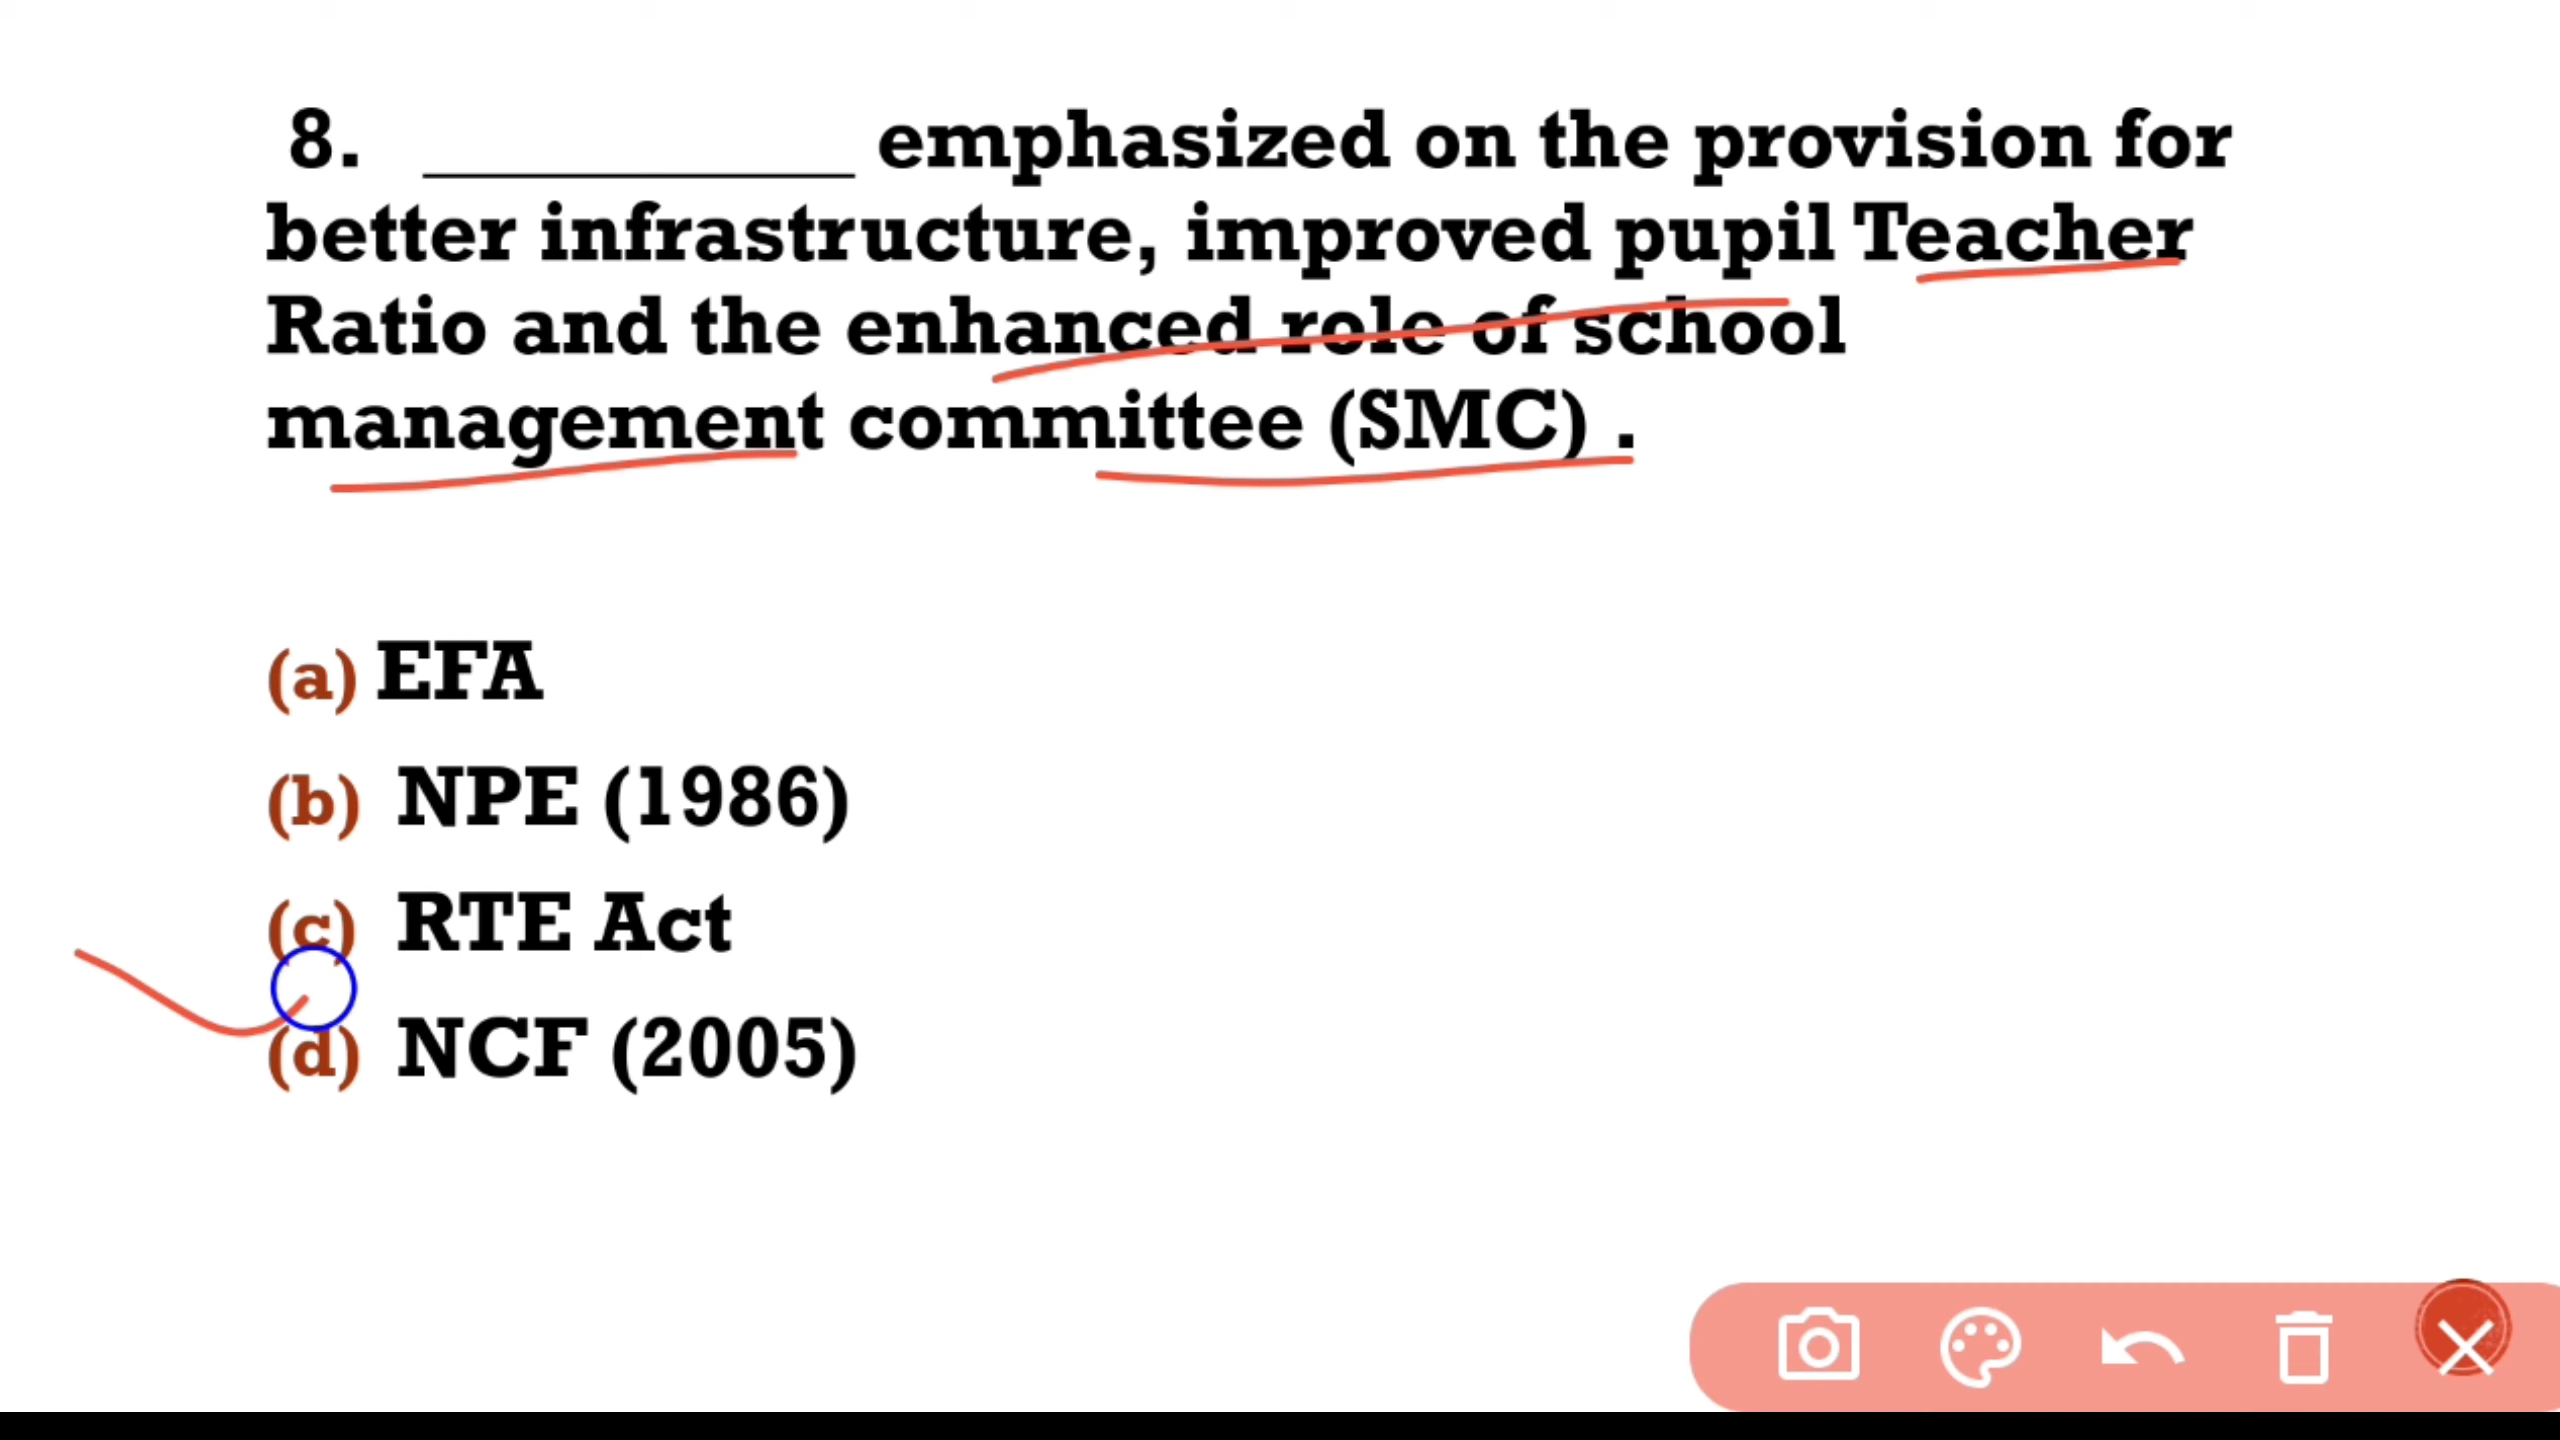 8. __________ emphasized on the provision for
better infrastructure, improved pupil Teacher
Ratio and the enhanced role of school
management committee (SMC) .
(a) EFA
(b) NPE (1986)
(c) RTE Act
(d) NCF (2005)